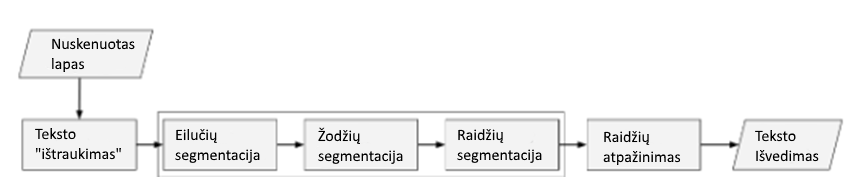 Nuskenuotas
lapas
Teksto
"ištraukimas"
Eilučių
segmentacija
Žodžių
segmentacija
Raidžių
segmentacija
Raidžių
atpažinimas
Teksto
Išvedimas